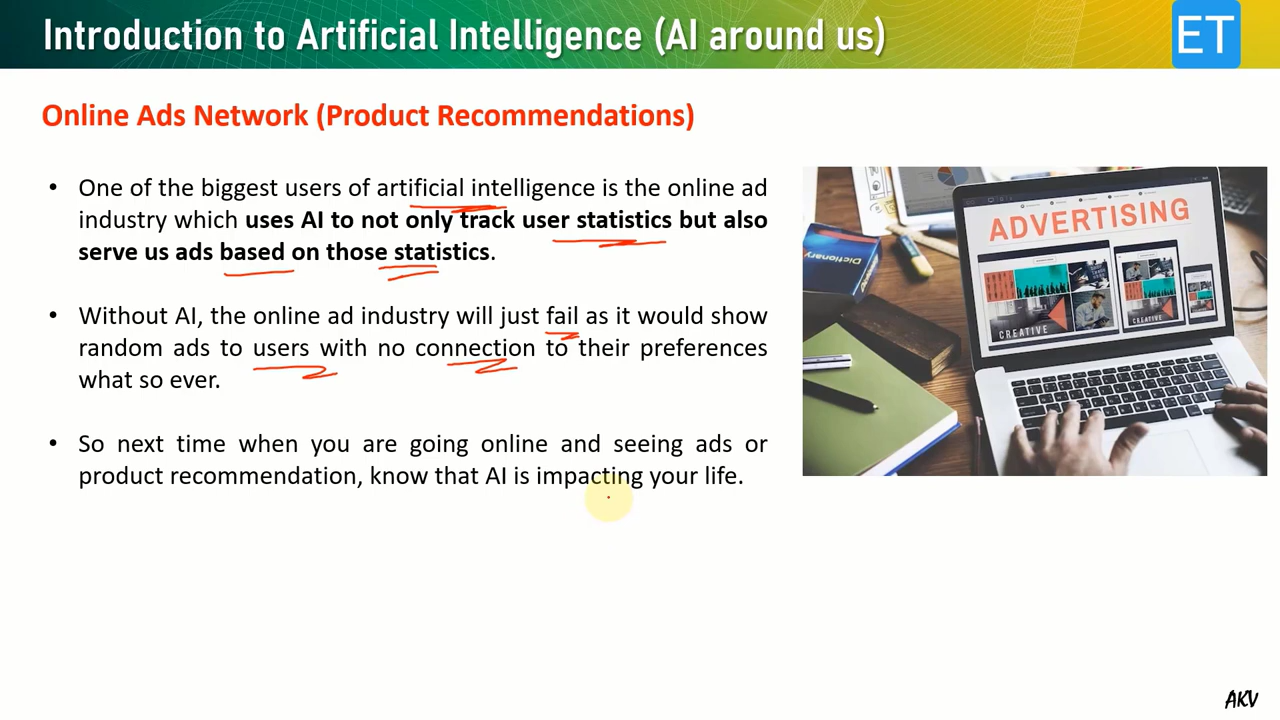 Introduction to Artificial Intelligence (AI around us)
ET
Online Ads Network (Product Recommendations)
• One of the biggest users of artificial intelligence is the online ad
industry which uses AI to not only track user statistics but also
serve us ads based on those statistics.
• Without AI, the online ad industry will just fail as it would show
random ads to users with no connection to their preferences
what so ever.
• So next time when you are going online and seeing ads or
product recommendation, know that AI is impacting your life.
Dictionary
ADVERTISING
CREATIVE
CREATIVE
AKV